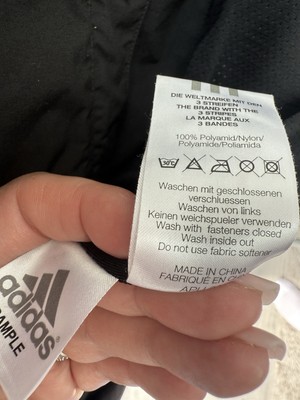 DIE WELTMARKE MIT DEN
3 STREIFEN
THE BRAND WITH THE
3 STRIPES
LA MARQUE AUX
3 BANDES
100% Polyamid/Nylon/
Polyamide/Poliamida
30°C
Waschen mit geschlossenen
verschluessen
Waschen von links
Keinen weichspueler verwenden
Wash with fasteners closed
Wash inside out
Do not use fabric softener
MADE IN CHINA
FABRIQUÉ EN
adidas
AMPLE